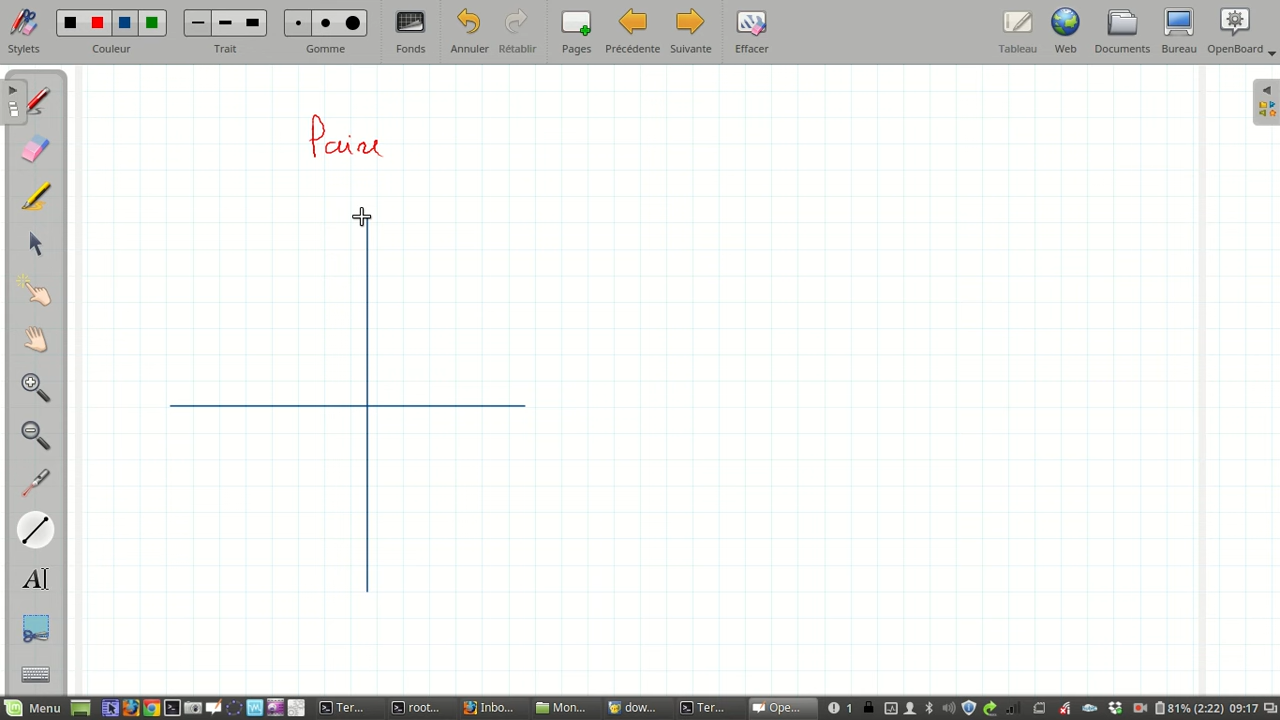 Stylets Couleur Trait Gomme Fonds Annuler Rétablir Pages Précédente Suivante Effacer Tableau Web Documents Bureau OpenBoard
Paire
A
Menu Ter... root... Inbo... Mon... dow... Ter... Ope... 1 81% (2:22) 09:17